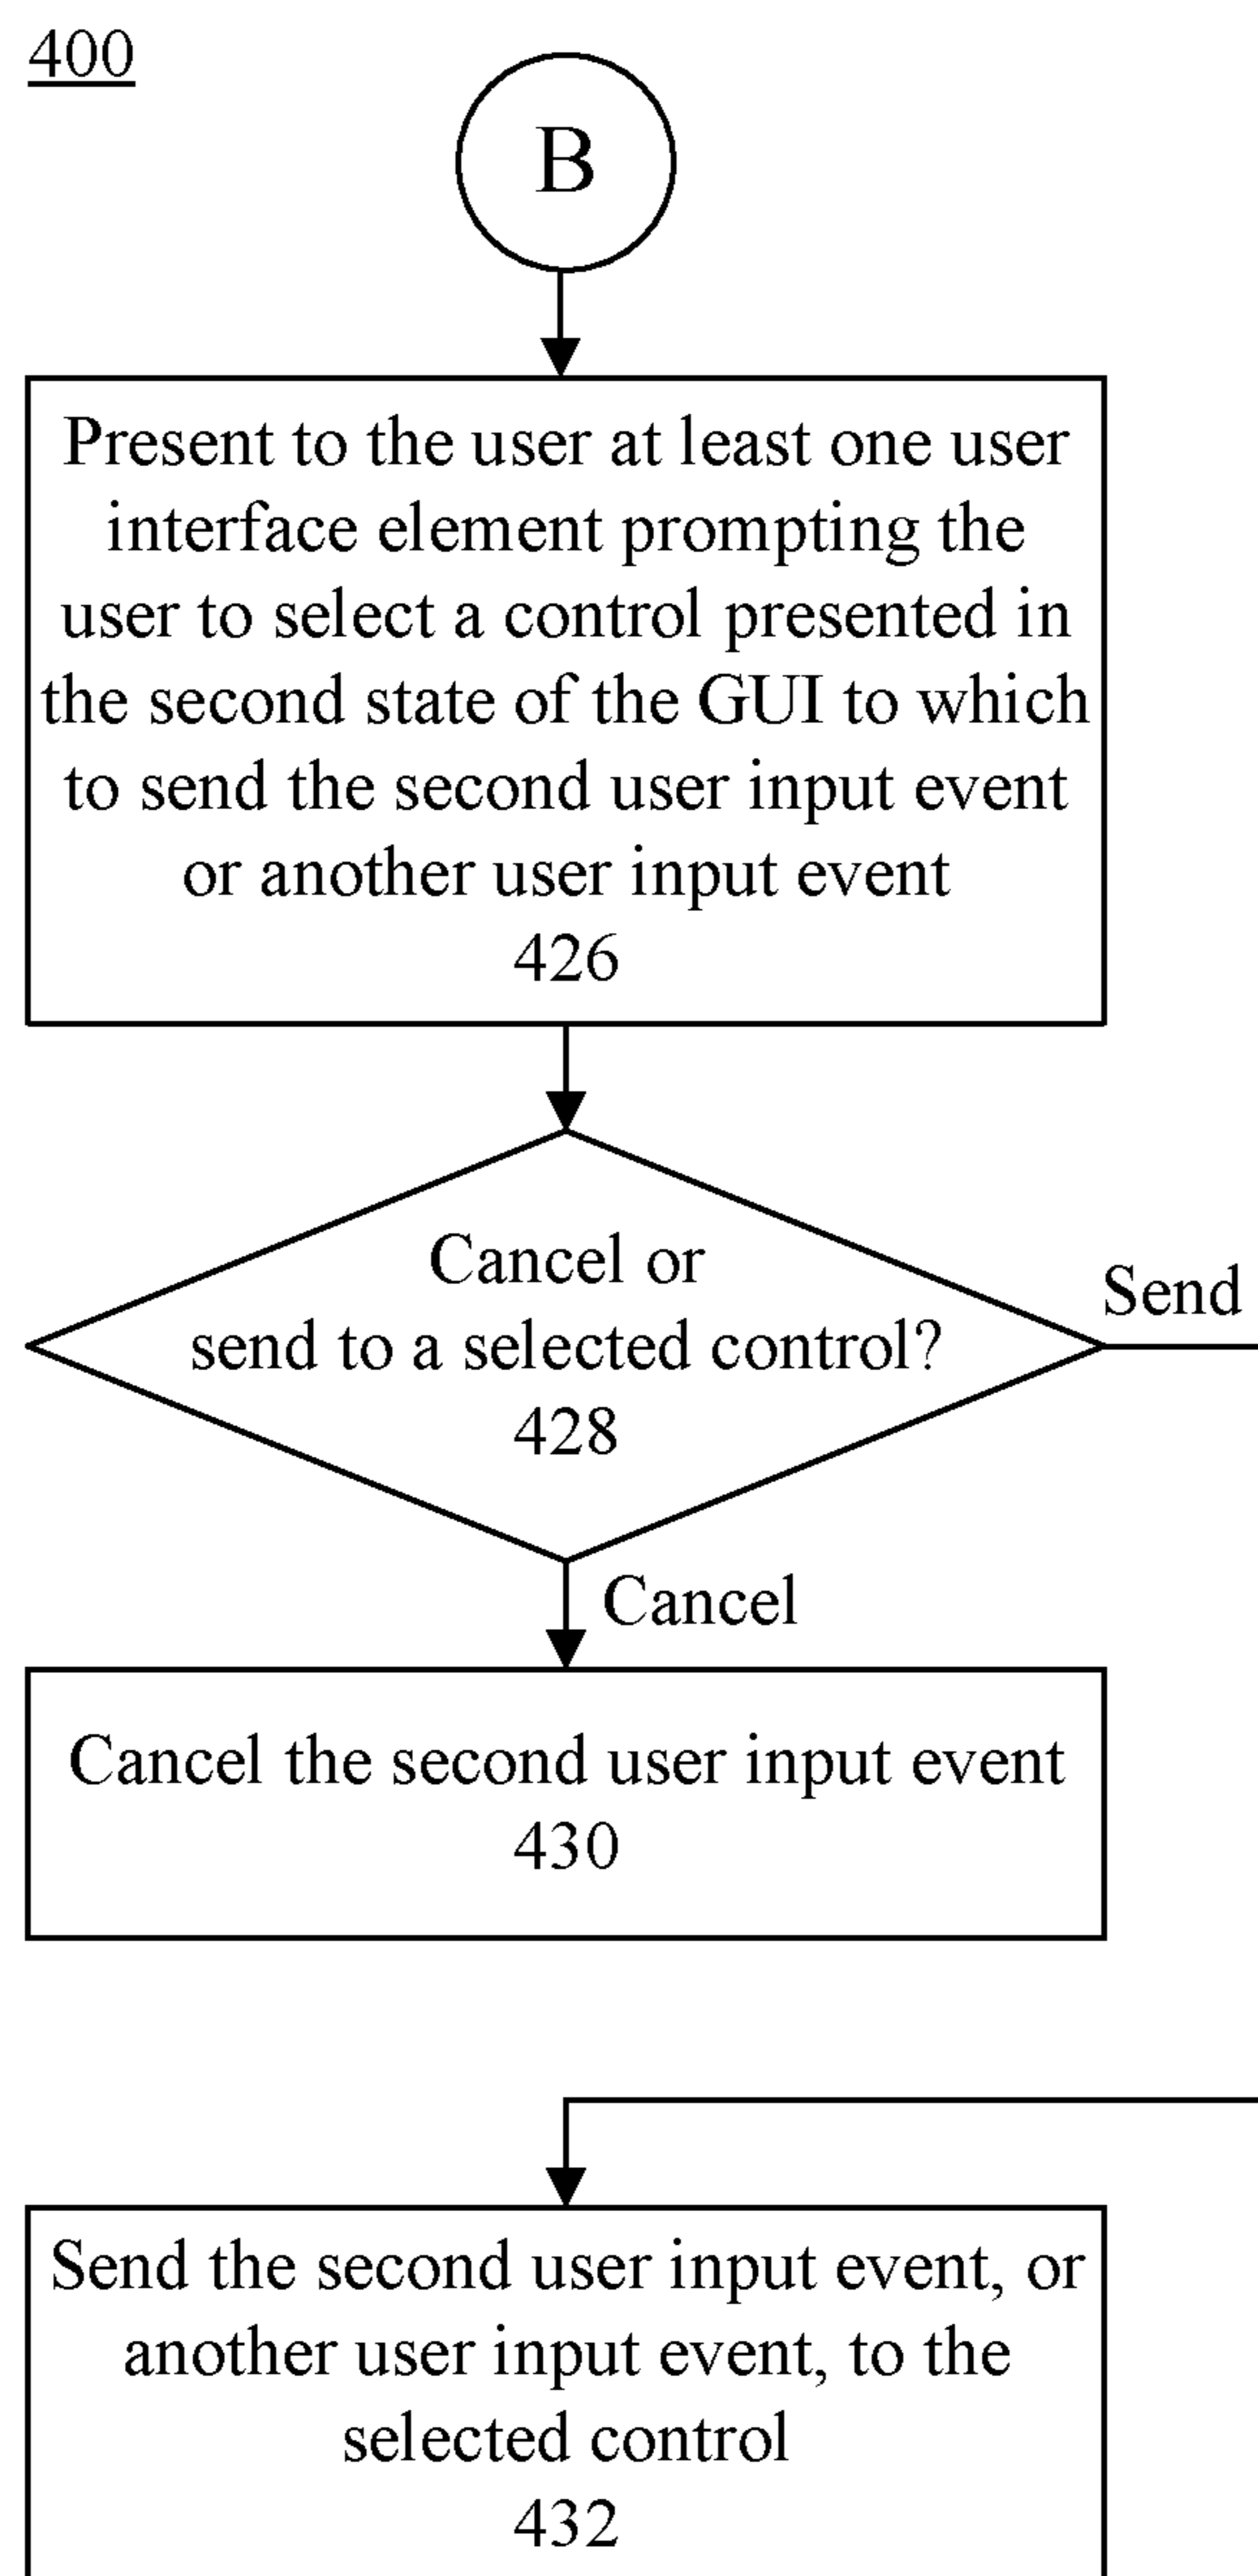 400
B
Present to the user at least one user
interface element prompting the
user to select a control presented in
the second state of the GUI to which
to send the second user input event
or another user input event
426
Cancel or
send to a selected control?
428
Send
Cancel
Cancel the second user input event
430
Send the second user input event, or
another user input event, to the
selected control
432